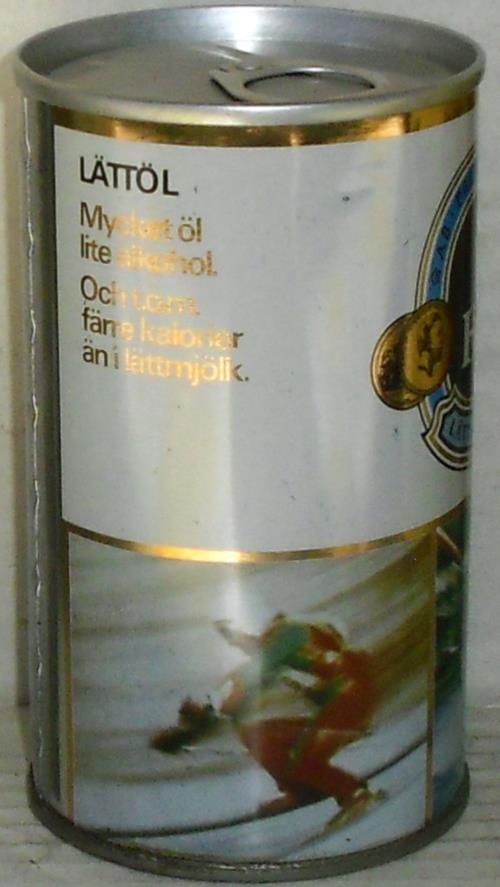 LÄTTÖL
Mycket öl
lite alkohol.
Och t.o.m.
färre kalorier
än i lättmjölk.